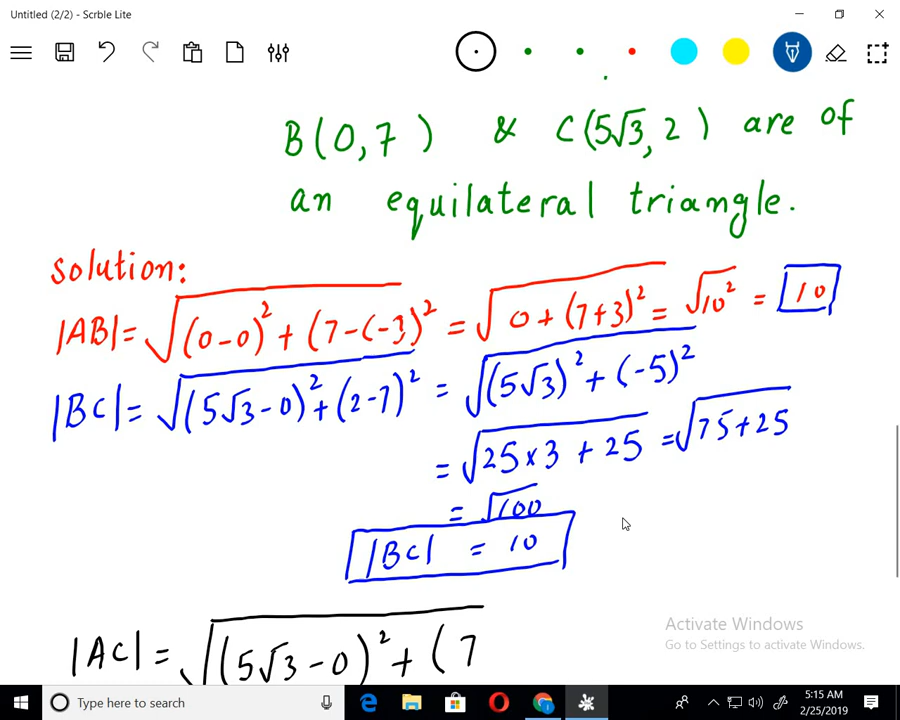 Untitled (2/2) - Scrble Lite
B(0,7) & C(5√3,2) are of
an equilateral triangle.
solution:
|AB|= √(0-0)² + (7-(-3)² = √0+(7+3)² = √10² = 10
|BC|= √(5√3-0)²+(2-7)² = √(5√3)²+(-5)²
= √25×3 + 25 = √75+25
= √100
|BC| = 10
|AC|= √(5√3-0)²+(7
Activate Windows
Go to Settings to activate Windows.
Type here to search
5:15 AM
2/25/2019